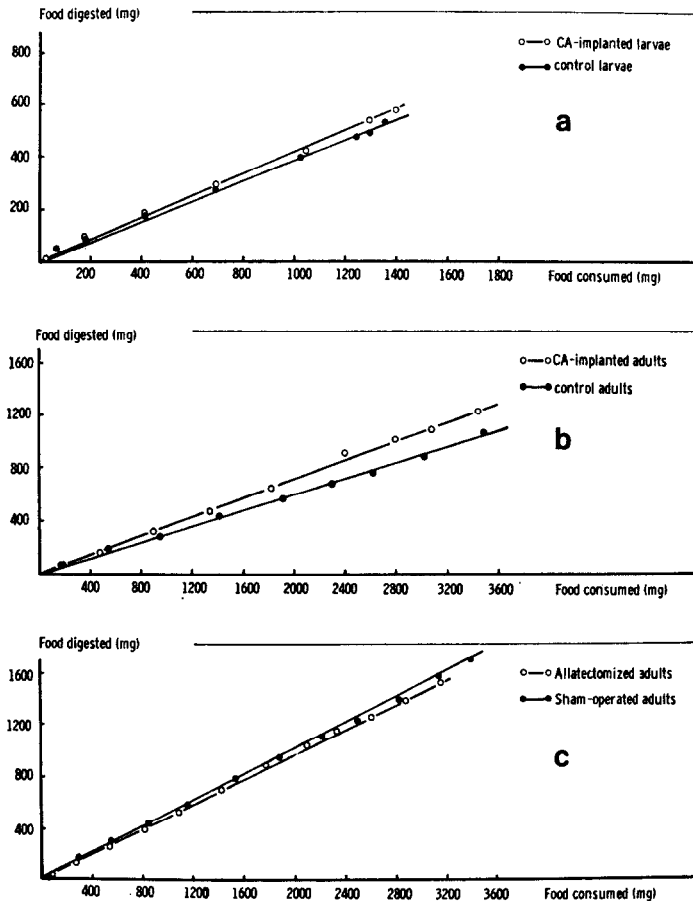 Food digested (mg)
800
600
400
200
CA-implanted larvae
control larvae
a
200 400 600 800 1000 1200 1400 1600 1800 Food consumed (mg)
Food digested (mg)
1600
1200
800
400
CA-implanted adults
control adults
b
400 800 1200 1600 2000 2400 2800 3200 3600 Food consumed (mg)
Food digested (mg)
1600
1200
800
400
Allatectomized adults
Sham-operated adults
c
400 800 1200 1600 2000 2400 2800 3200 3600 Food consumed (mg)